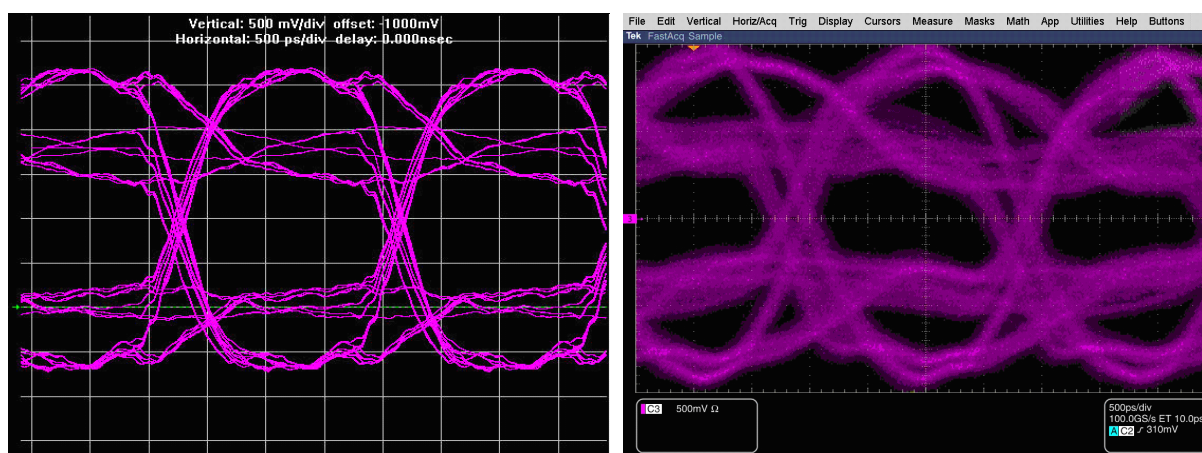 Vertical: 500 mV/div offset: -1000mV
Horizontal: 500 ps/div delay: 0.000nsec
File Edit Vertical Horiz/Acq Trig Display Cursors Measure Masks Math App Utilities Help Buttons
Tek FastAcq Sample
3
C3 500mV Ω
500ps/div
100.0GS/s ET 10.0ps
A C2 310mV